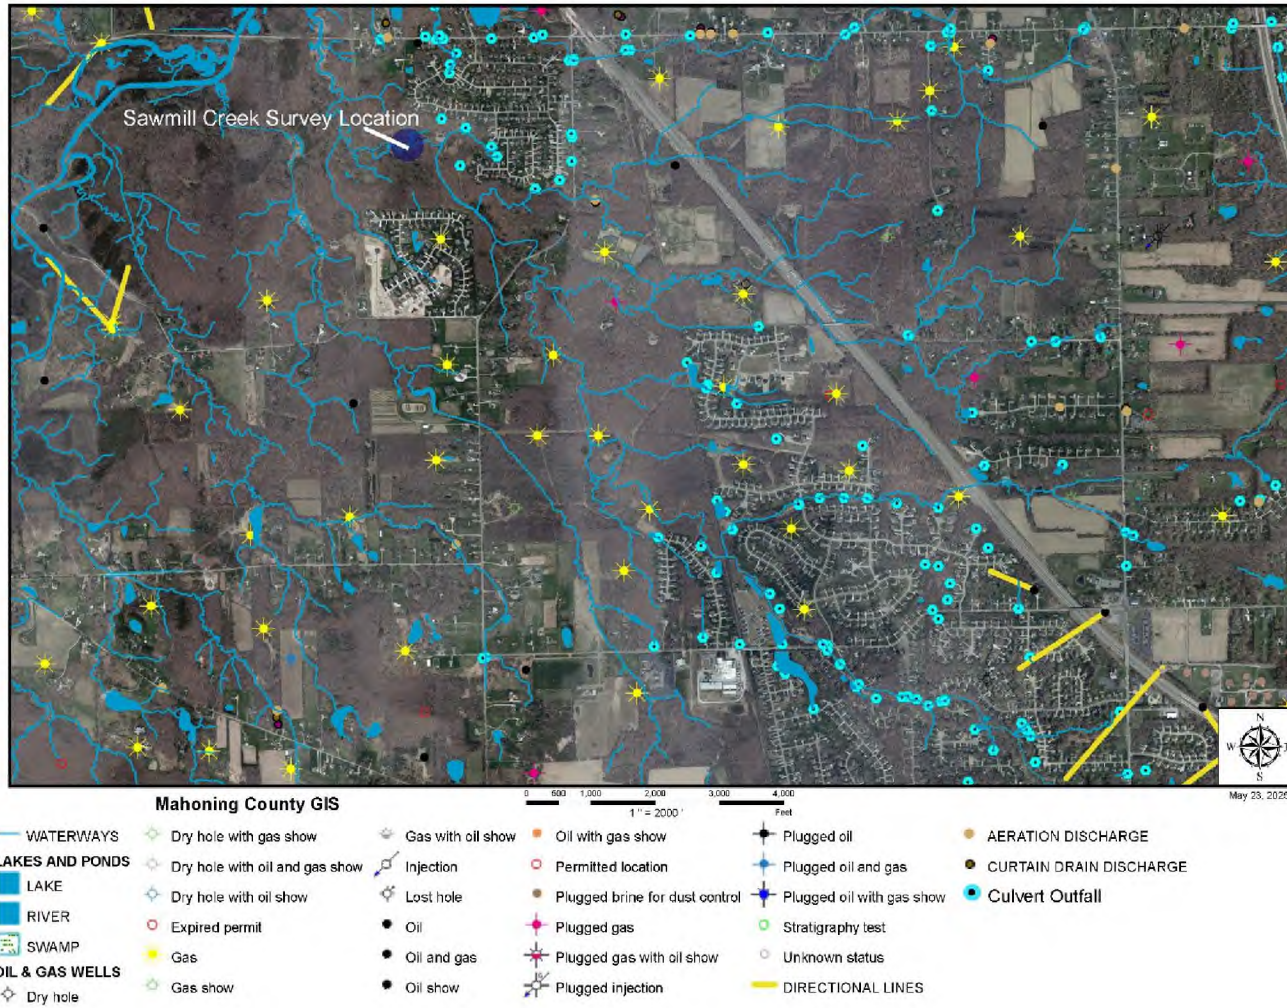 Sawmill Creek Survey Location
W
N
S
Mahoning County GIS
0 500 1,000 2,000 3,000 4,000
Feet
1 " = 2000 '
May 23, 2025
WATERWAYS
LAKES AND PONDS
LAKE
RIVER
SWAMP
OIL & GAS WELLS
Dry hole
Dry hole with gas show
Dry hole with oil and gas show
Dry hole with oil show
Expired permit
Gas
Gas show
Gas with oil show
Injection
Lost hole
Oil
Oil and gas
Oil show
Oil with gas show
Permitted location
Plugged brine for dust control
Plugged gas
Plugged gas with oil show
Plugged injection
Plugged oil
Plugged oil and gas
Plugged oil with gas show
Stratigraphy test
Unknown status
DIRECTIONAL LINES
AERATION DISCHARGE
CURTAIN DRAIN DISCHARGE
Culvert Outfall